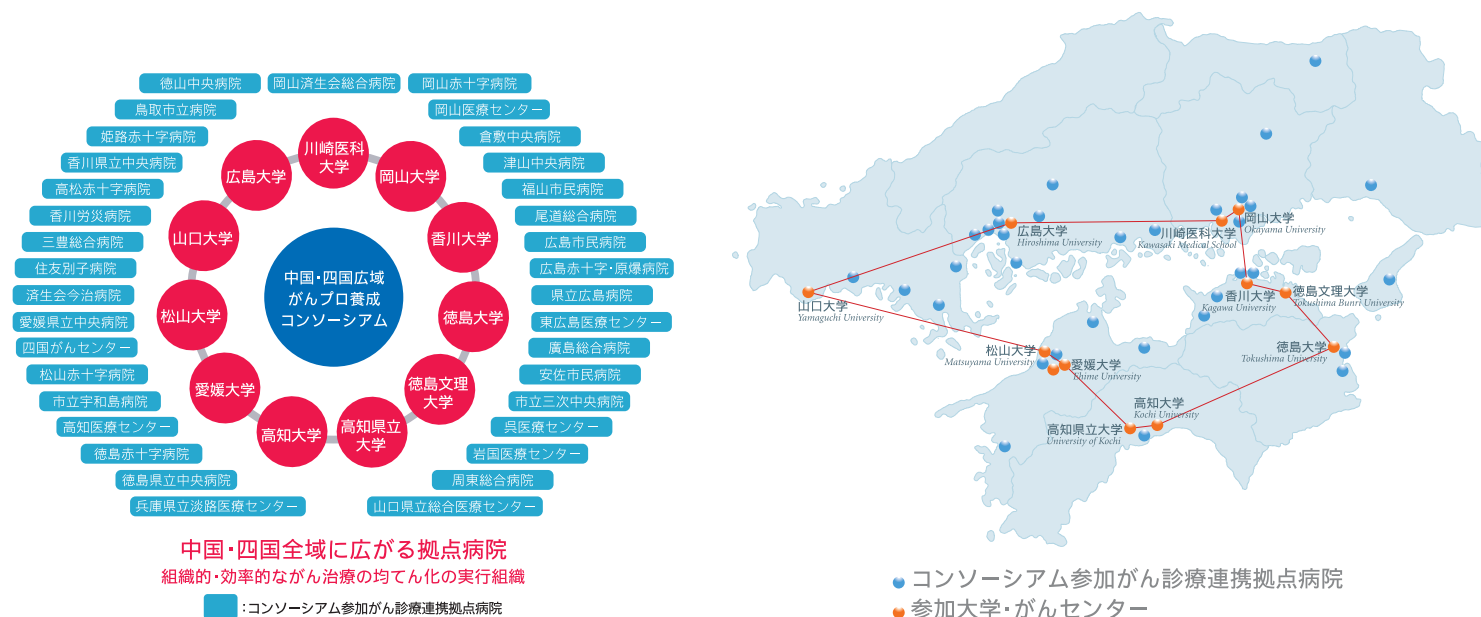 徳山中央病院
岡山済生会総合病院
岡山赤十字病院
鳥取市立病院
岡山医療センター
姫路赤十字病院
倉敷中央病院
香川県立中央病院
津山中央病院
高松赤十字病院
福山市民病院
香川労災病院
尾道総合病院
三豊総合病院
広島市民病院
住友別子病院
広島赤十字・原爆病院
済生会今治病院
県立広島病院
愛媛県立中央病院
東広島医療センター
四国がんセンター
廣島総合病院
松山赤十字病院
安佐市民病院
市立宇和島病院
市立三次中央病院
高知医療センター
呉医療センター
徳島赤十字病院
岩国医療センター
徳島県立中央病院
周東総合病院
兵庫県立淡路医療センター
山口県立総合医療センター
川崎医科
大学
広島大学
岡山大学
山口大学
香川大学
松山大学
徳島大学
愛媛大学
徳島文理
大学
高知大学
高知県立
大学
中国・四国広域
がんプロ養成
コンソーシアム
中国・四国全域に広がる拠点病院
組織的・効率的ながん治療の均てん化の実行組織
:コンソーシアム参加がん診療連携拠点病院
広島大学
Hiroshima University
川崎医科大学
Kawasaki Medical School
岡山大学
Okayama University
山口大学
Yamaguchi University
香川大学
Kagawa University
徳島文理大学
Tokushima Bunri University
松山大学
Matsuyama University
愛媛大学
Ehime University
徳島大学
Tokushima University
高知大学
Kochi University
高知県立大学
University of Kochi
コンソーシアム参加がん診療連携拠点病院
参加大学・がんセンター